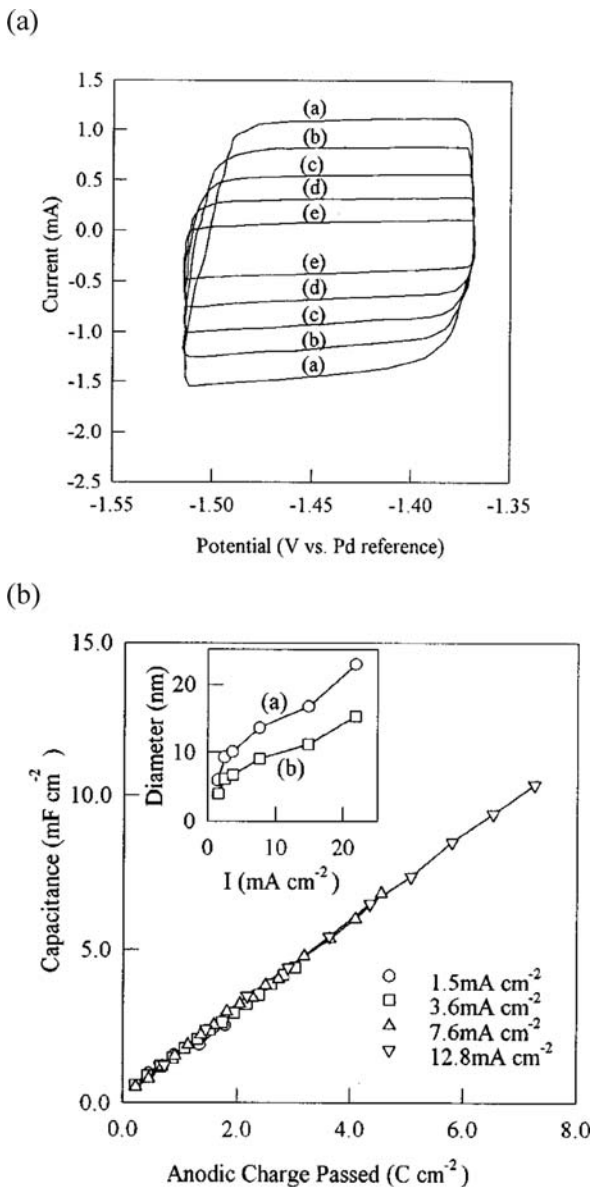 (a)
1.5
1.0
0.5
0.0
-0.5
-1.0
-1.5
-2.0
-2.5
Current (mA)
(a)
(b)
(c)
(d)
(e)
(e)
(d)
(c)
(b)
(a)
-1.55
-1.50
-1.45
-1.40
-1.35
Potential (V vs. Pd reference)
(b)
15.0
10.0
5.0
0.0
Capacitance (mF cm⁻²)
20
10
0
Diameter (nm)
(a)
(b)
0
10
20
I (mA cm⁻²)
1.5mA cm⁻²
3.6mA cm⁻²
7.6mA cm⁻²
12.8mA cm⁻²
0.0
2.0
4.0
6.0
8.0
Anodic Charge Passed (C cm⁻²)